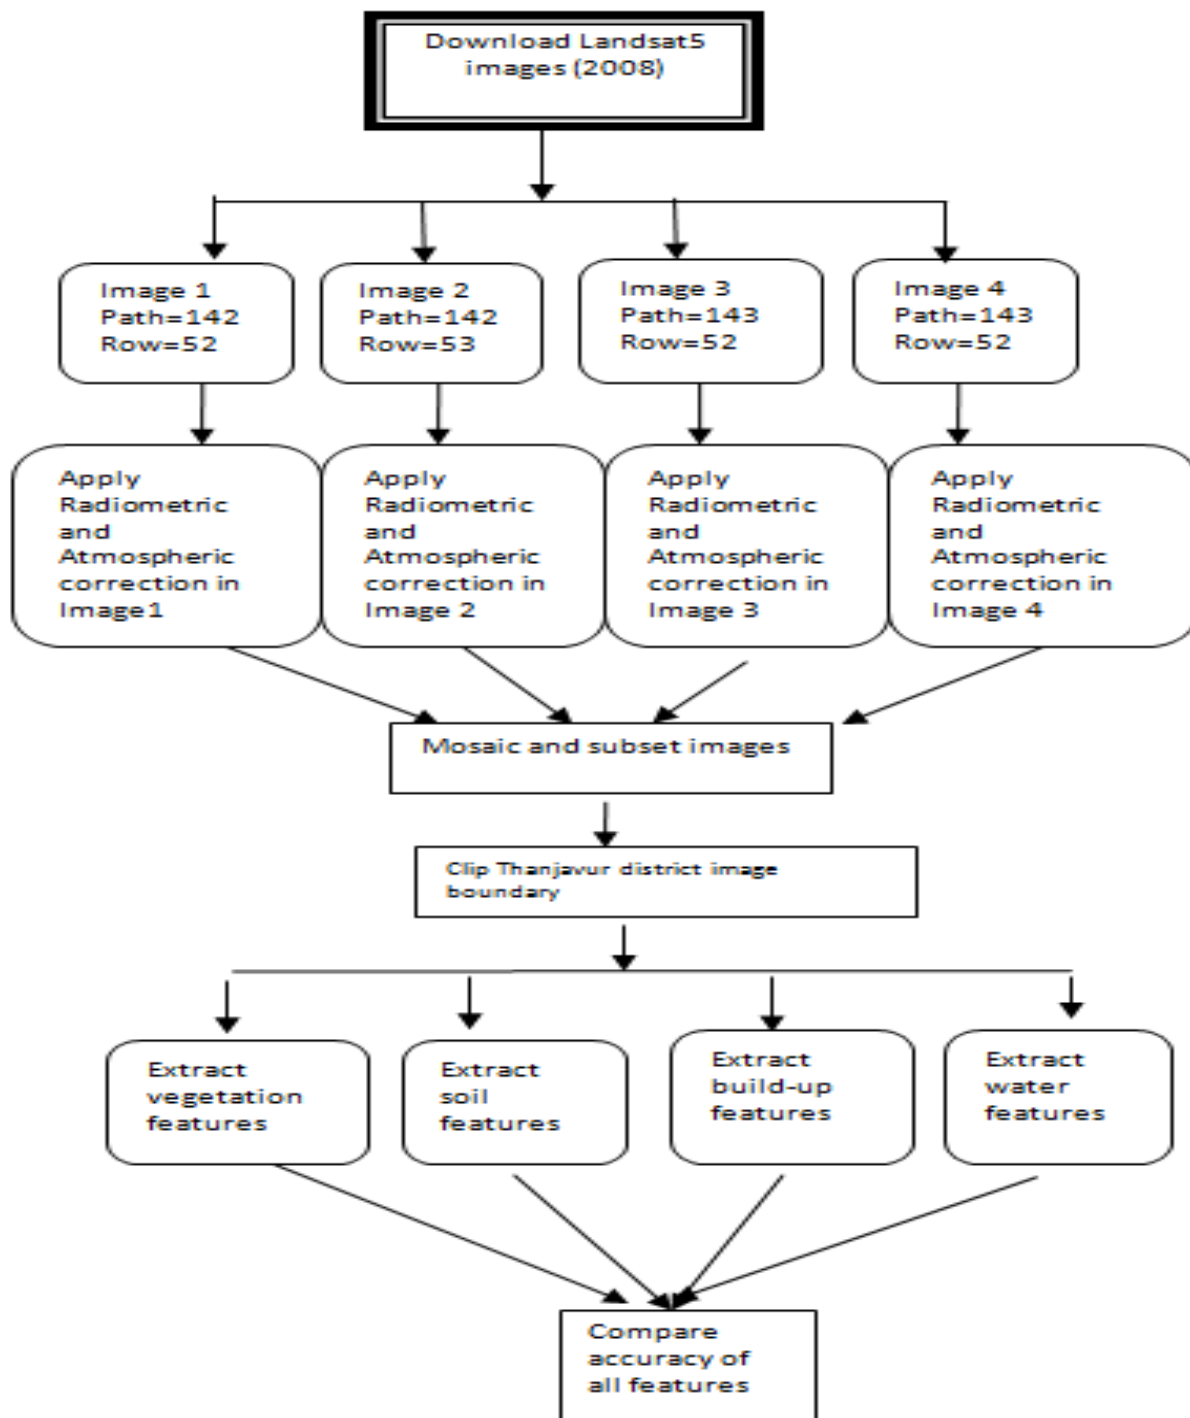 Download Landsat5
images (2008)
Image 1
Path=142
Row=52
Image 2
Path=142
Row=53
Image 3
Path=143
Row=52
Image 4
Path=143
Row=52
Apply
Radiometric
and
Atmospheric
correction in
Image1
Apply
Radiometric
and
Atmospheric
correction in
Image 2
Apply
Radiometric
and
Atmospheric
correction in
Image 3
Apply
Radiometric
and
Atmospheric
correction in
Image 4
Mosaic and subset images
Clip Thanjavur district image
boundary
Extract
vegetation
features
Extract
soil
features
Extract
build-up
features
Extract
water
features
Compare
accuracy of
all features